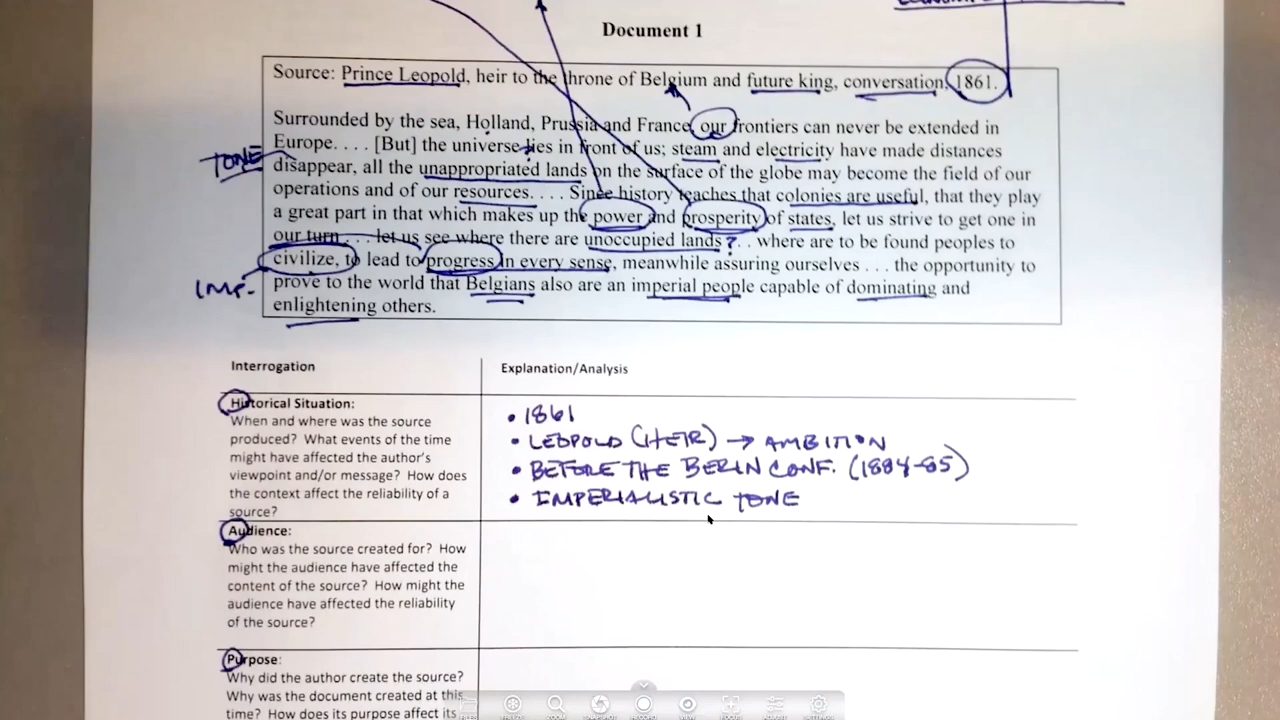 Document 1
Source: Prince Leopold, heir to the throne of Belgium and future king, conversation, 1861.
Surrounded by the sea, Holland, Prussia and France, our frontiers can never be extended in
Europe. . . . [But] the universe lies in front of us; steam and electricity have made distances
TONE
disappear, all the unappropriated lands on the surface of the globe may become the field of our
operations and of our resources. . . . Since history teaches that colonies are useful, that they play
a great part in that which makes up the power and prosperity of states, let us strive to get one in
our turn. . . . let us see where there are unoccupied lands . . . where are to be found peoples to
civilize, to lead to progress in every sense, meanwhile assuring ourselves . . . the opportunity to
IMP.
prove to the world that Belgians also are an imperial people capable of dominating and
enlightening others.
Interrogation
Explanation/Analysis
Historical Situation:
When and where was the source
produced? What events of the time
might have affected the author's
viewpoint and/or message? How does
the context affect the reliability of a
source?
• 1861
• LEOPOLD (HEIR) → AMBITION
• BEFORE THE BERLIN CONF. (1884-85)
• IMPERIALISTIC TONE
Audience:
Who was the source created for? How
might the audience have affected the
content of the source? How might the
audience have affected the reliability
of the source?
Purpose:
Why did the author create the source?
Why was the document created at this
time? How does its purpose affect its